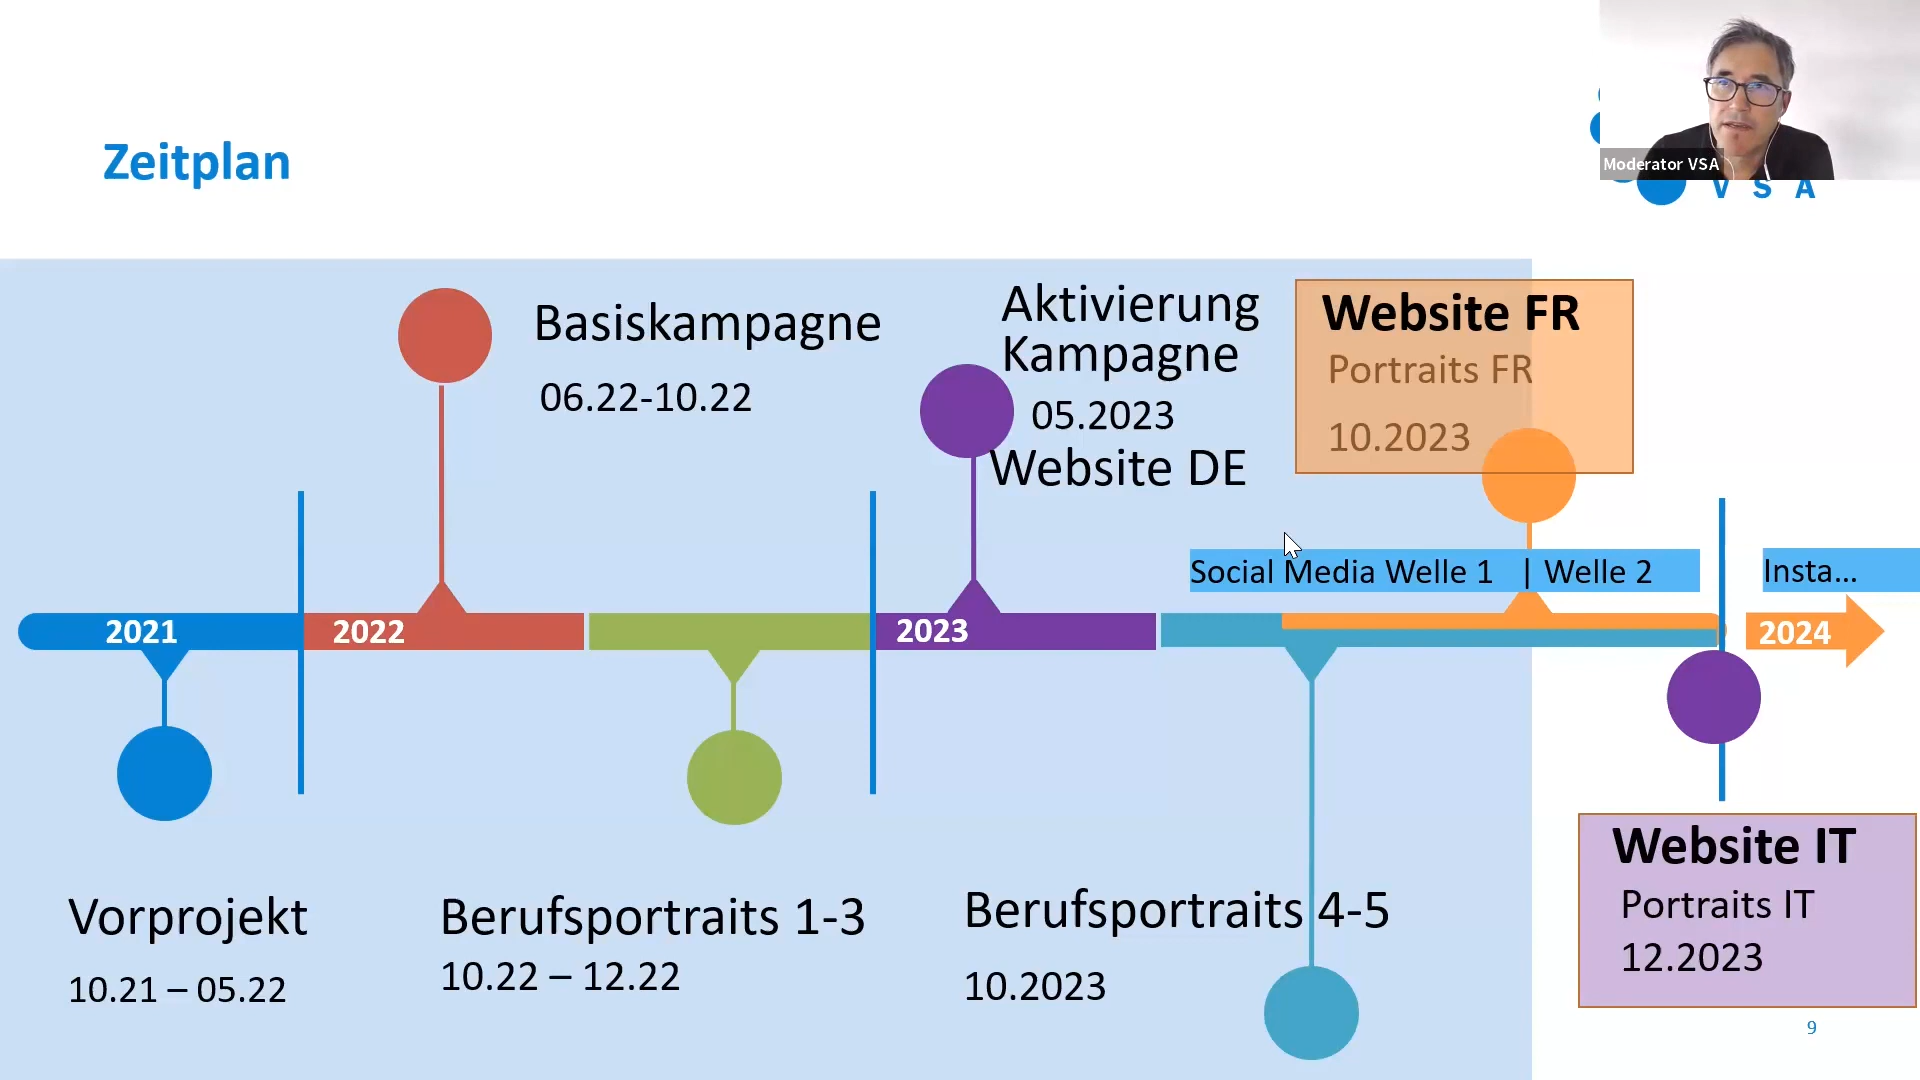 Zeitplan
Moderator VSA
V S A
Basiskampagne
06.22-10.22
Aktivierung
Kampagne
05.2023
Website DE
Website FR
Portraits FR
10.2023
Social Media Welle 1 | Welle 2
Insta...
2021
2022
2023
2024
Vorprojekt
10.21 – 05.22
Berufsportraits 1-3
10.22 – 12.22
Berufsportraits 4-5
10.2023
Website IT
Portraits IT
12.2023
9